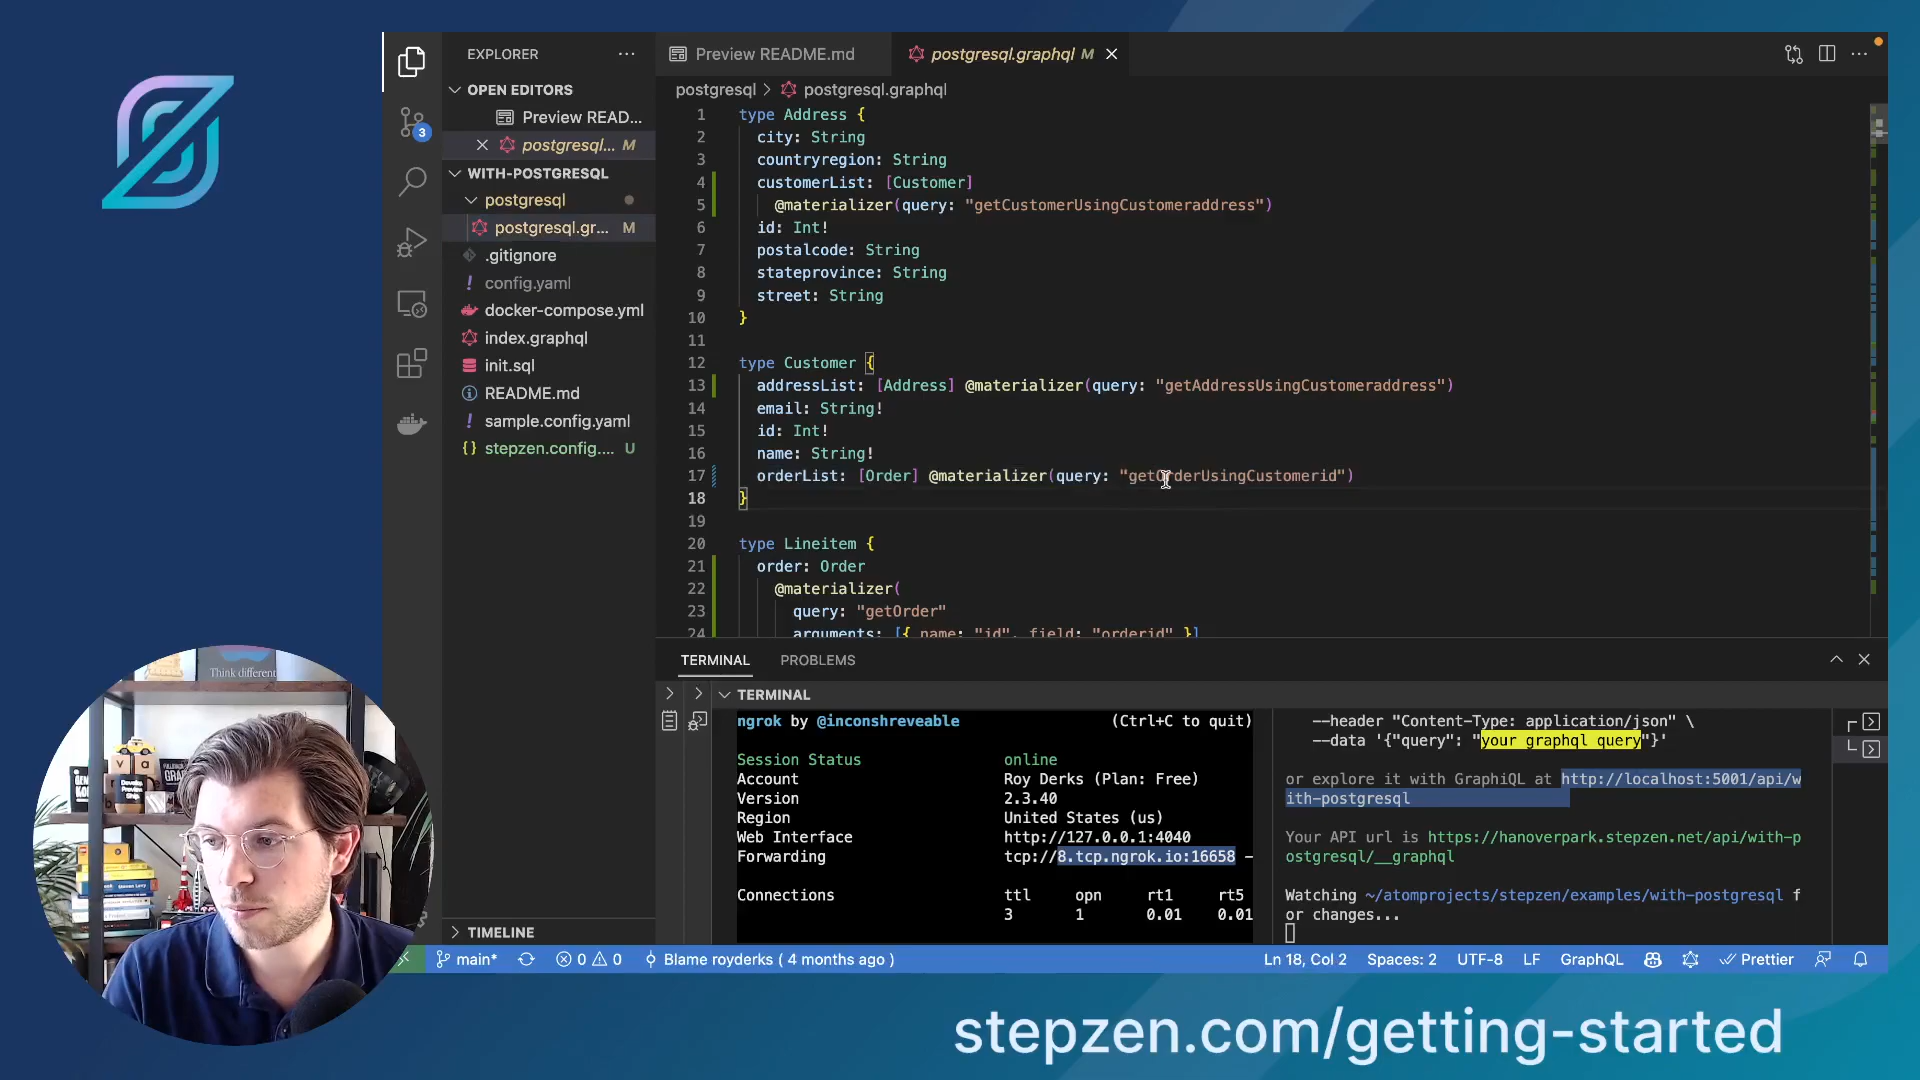 EXPLORER
OPEN EDITORS
Preview READ...
postgresql... M
WITH-POSTGRESQL
postgresql
postgresql.gr... M
.gitignore
config.yaml
docker-compose.yml
index.graphql
init.sql
README.md
sample.config.yaml
stepzen.config.... U
TIMELINE
3
Preview README.md
postgresql.graphql M
postgresql > postgresql.graphql
1 type Address {
2 city: String
3 countryregion: String
4 customerList: [Customer]
5 @materializer(query: "getCustomerUsingCustomeraddress")
6 id: Int!
7 postalcode: String
8 stateprovince: String
9 street: String
10 }
11
12 type Customer {
13 addressList: [Address] @materializer(query: "getAddressUsingCustomeraddress")
14 email: String!
15 id: Int!
16 name: String!
17 orderList: [Order] @materializer(query: "getOrderUsingCustomerid")
18 }
19
20 type Lineitem {
21 order: Order
22 @materializer(
23 query: "getOrder"
24 arguments: [{ name: "id", field: "orderid" }]
TERMINAL PROBLEMS
TERMINAL
ngrok by @inconshreveable (Ctrl+C to quit)
Session Status online
Account Roy Derks (Plan: Free)
Version 2.3.40
Region United States (us)
Web Interface http://127.0.0.1:4040
Forwarding tcp://8.tcp.ngrok.io:16658 –
Connections ttl opn rt1 rt5
3 1 0.01 0.01
--header "Content-Type: application/json" \
--data '{"query": "your graphql query"}'
or explore it with GraphiQL at http://localhost:5001/api/w
ith-postgresql
Your API url is https://hanoverpark.stepzen.net/api/with-p
ostgresql/__graphql
Watching ~/atomprojects/stepzen/examples/with-postgresql f
or changes...
main* 0 0 Blame royderks ( 4 months ago )
Ln 18, Col 2 Spaces: 2 UTF-8 LF GraphQL Prettier
Think different
stepzen.com/getting-started